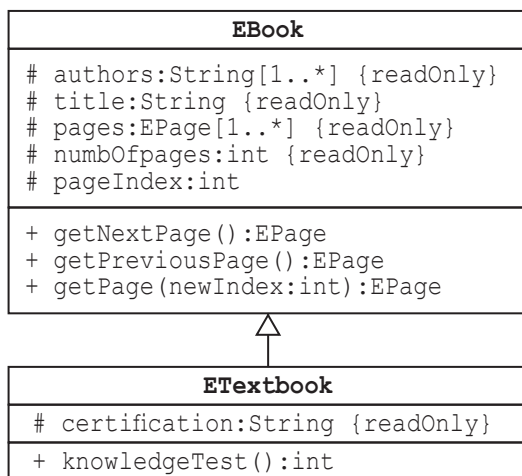 EBook
# authors:String[1..*] {readOnly}
# title:String {readOnly}
# pages:EPage[1..*] {readOnly}
# numbOfpages:int {readOnly}
# pageIndex:int
+ getNextPage():EPage
+ getPreviousPage():EPage
+ getPage(newIndex:int):EPage
ETextbook
# certification:String {readOnly}
+ knowledgeTest():int